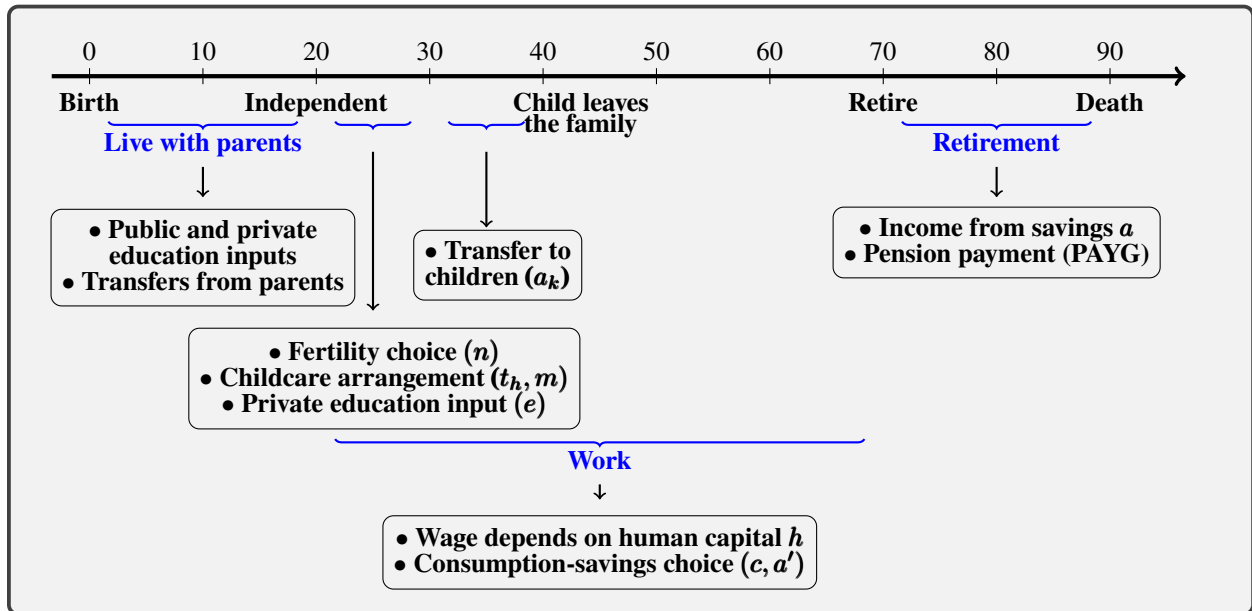 0 10 20 30 40 50 60 70 80 90
Birth Independent Child leaves Retire Death
the family
Live with parents Retirement
• Public and private
education inputs
• Transfers from parents
• Transfer to
children (a_k)
• Income from savings a
• Pension payment (PAYG)
• Fertility choice (n)
• Childcare arrangement (t_h, m)
• Private education input (e)
Work
• Wage depends on human capital h
• Consumption-savings choice (c, a′)